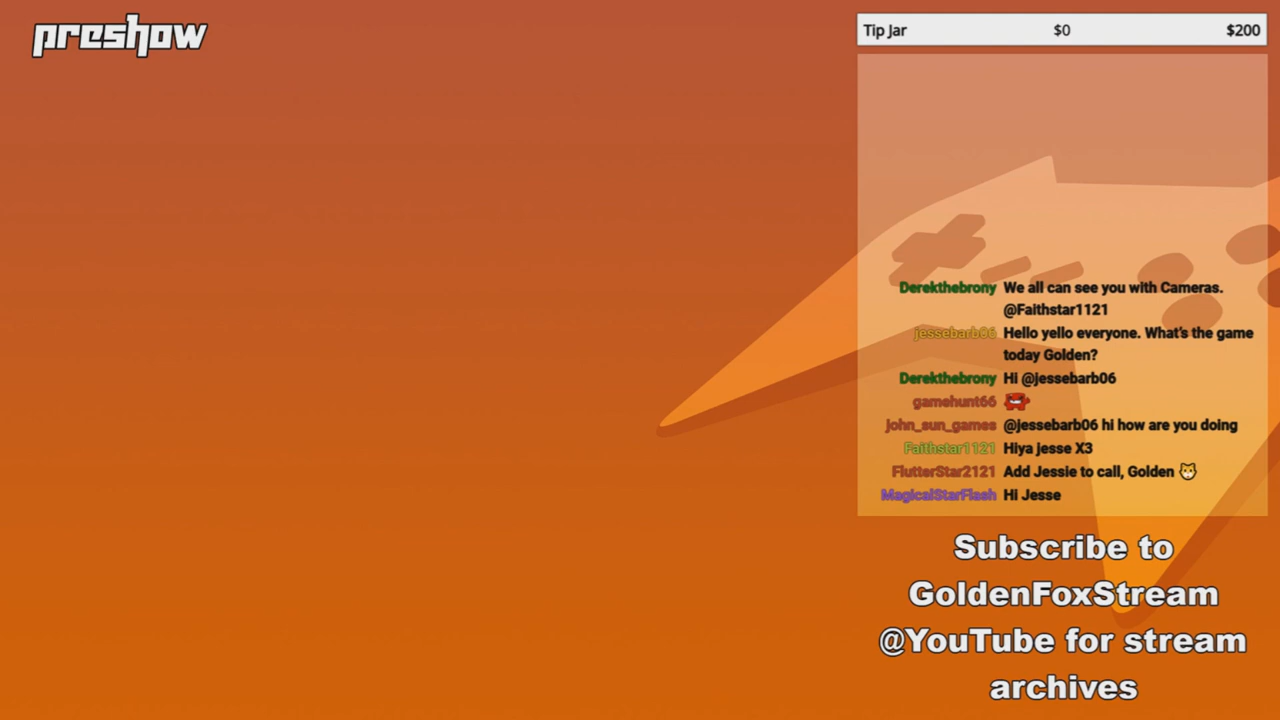 preshow
Tip Jar $0 $200
Derekthebrony We all can see you with Cameras.
@Faithstar1121
jessebarb06 Hello yello everyone. What's the game
today Golden?
Derekthebrony Hi @jessebarb06
gamehunt66
john_sun_games @jessebarb06 hi how are you doing
Faithstar1121 Hiya jesse X3
FlutterStar2121 Add Jessie to call, Golden
MagicalStarFlash Hi Jesse
Subscribe to
GoldenFoxStream
@YouTube for stream
archives